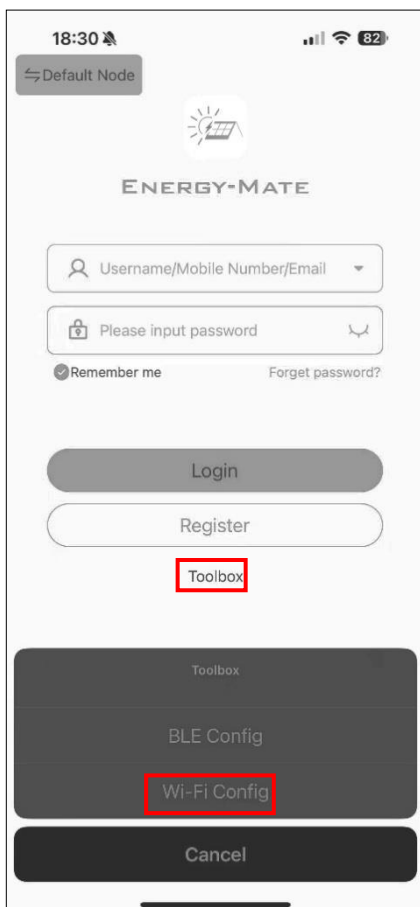 18:30
82
Default Node
ENERGY-MATE
Username/Mobile Number/Email
Please input password
Remember me
Forget password?
Login
Register
Toolbox
Toolbox
BLE Config
Wi-Fi Config
Cancel